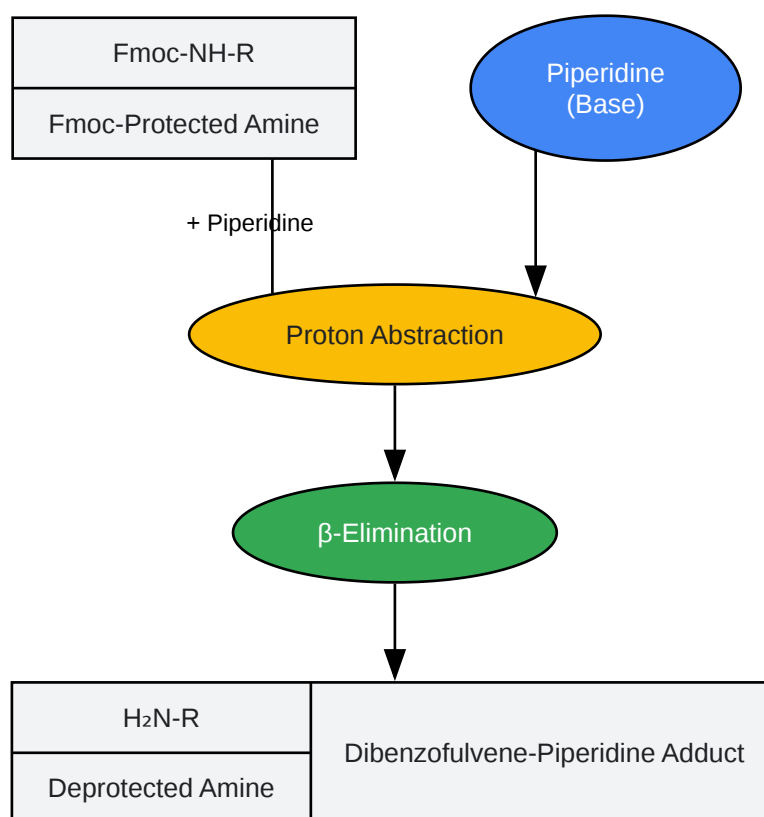 Fmoc-NH-R
Fmoc-Protected Amine
Piperidine
(Base)
+ Piperidine
Proton Abstraction
β-Elimination
H₂N-R
Deprotected Amine
Dibenzofulvene-Piperidine Adduct